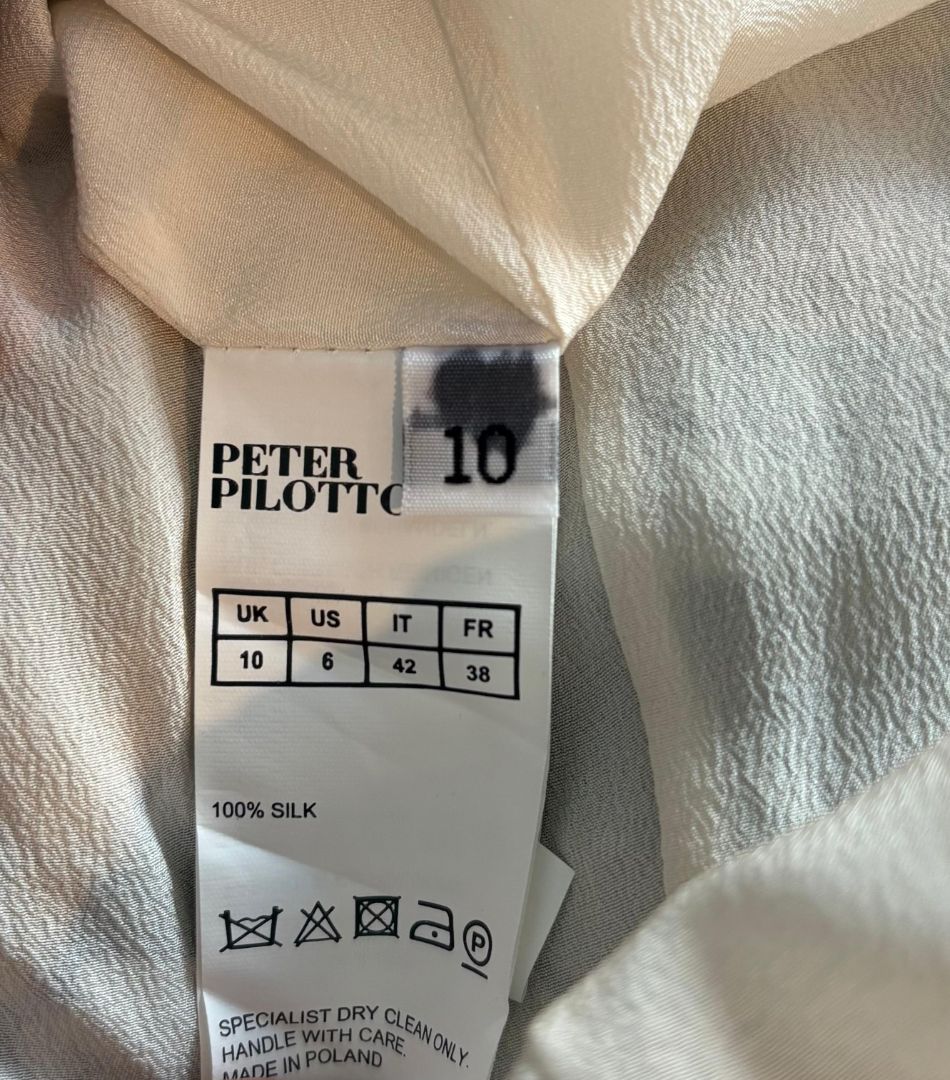 10
PETER
PILOTTO
UK US IT FR
10 6 42 38
100% SILK
P
SPECIALIST DRY CLEAN ONLY.
HANDLE WITH CARE.
MADE IN POLAND